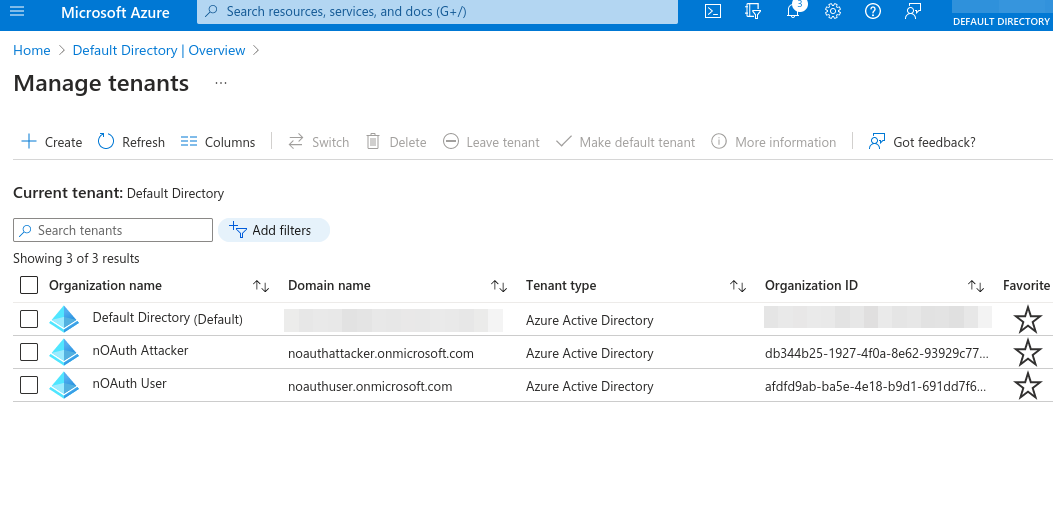 Microsoft Azure
Search resources, services, and docs (G+/)
3
DEFAULT DIRECTORY
Home > Default Directory | Overview >
Manage tenants ...
Create Refresh Columns Switch Delete Leave tenant Make default tenant More information Got feedback?
Current tenant: Default Directory
Search tenants Add filters
Showing 3 of 3 results
Organization name Domain name Tenant type Organization ID Favorite
Default Directory (Default) Azure Active Directory
nOAuth Attacker noauthattacker.onmicrosoft.com Azure Active Directory db344b25-1927-4f0a-8e62-93929c77...
nOAuth User noauthuser.onmicrosoft.com Azure Active Directory afdfd9ab-ba5e-4e18-b9d1-691dd7f6...